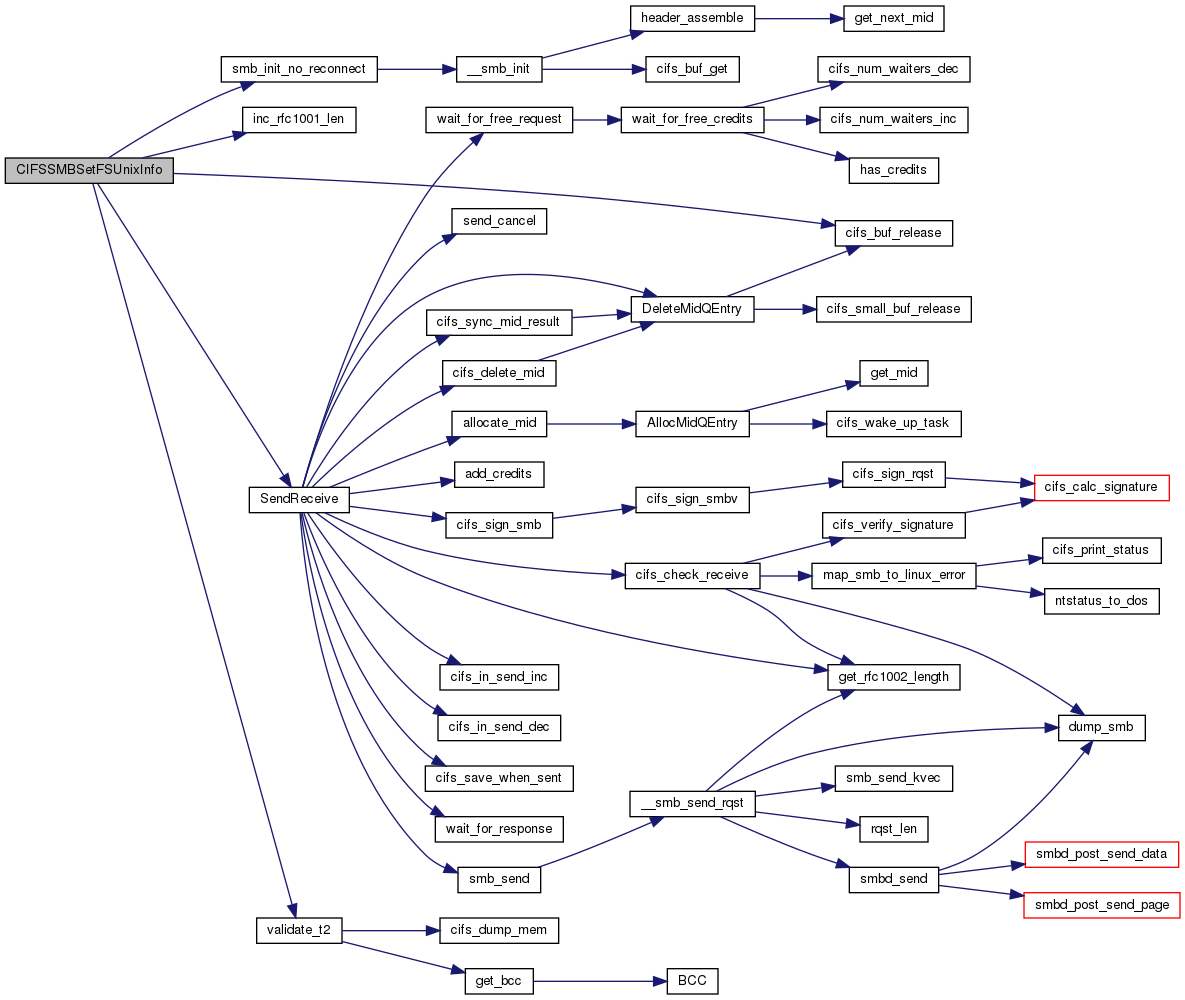 header_assemble
get_next_mid
smb_init_no_reconnect
__smb_init
cifs_buf_get
cifs_num_waiters_dec
inc_rfc1001_len
wait_for_free_request
wait_for_free_credits
cifs_num_waiters_inc
CIFSSMBSetFSUnixInfo
has_credits
send_cancel
cifs_buf_release
DeleteMidQEntry
cifs_small_buf_release
cifs_sync_mid_result
cifs_delete_mid
get_mid
allocate_mid
AllocMidQEntry
cifs_wake_up_task
add_credits
cifs_sign_rqst
cifs_calc_signature
SendReceive
cifs_sign_smbv
cifs_sign_smb
cifs_verify_signature
cifs_print_status
cifs_check_receive
map_smb_to_linux_error
ntstatus_to_dos
cifs_in_send_inc
get_rfc1002_length
cifs_in_send_dec
dump_smb
cifs_save_when_sent
smb_send_kvec
__smb_send_rqst
wait_for_response
rqst_len
smbd_post_send_data
smb_send
smbd_send
smbd_post_send_page
validate_t2
cifs_dump_mem
get_bcc
BCC